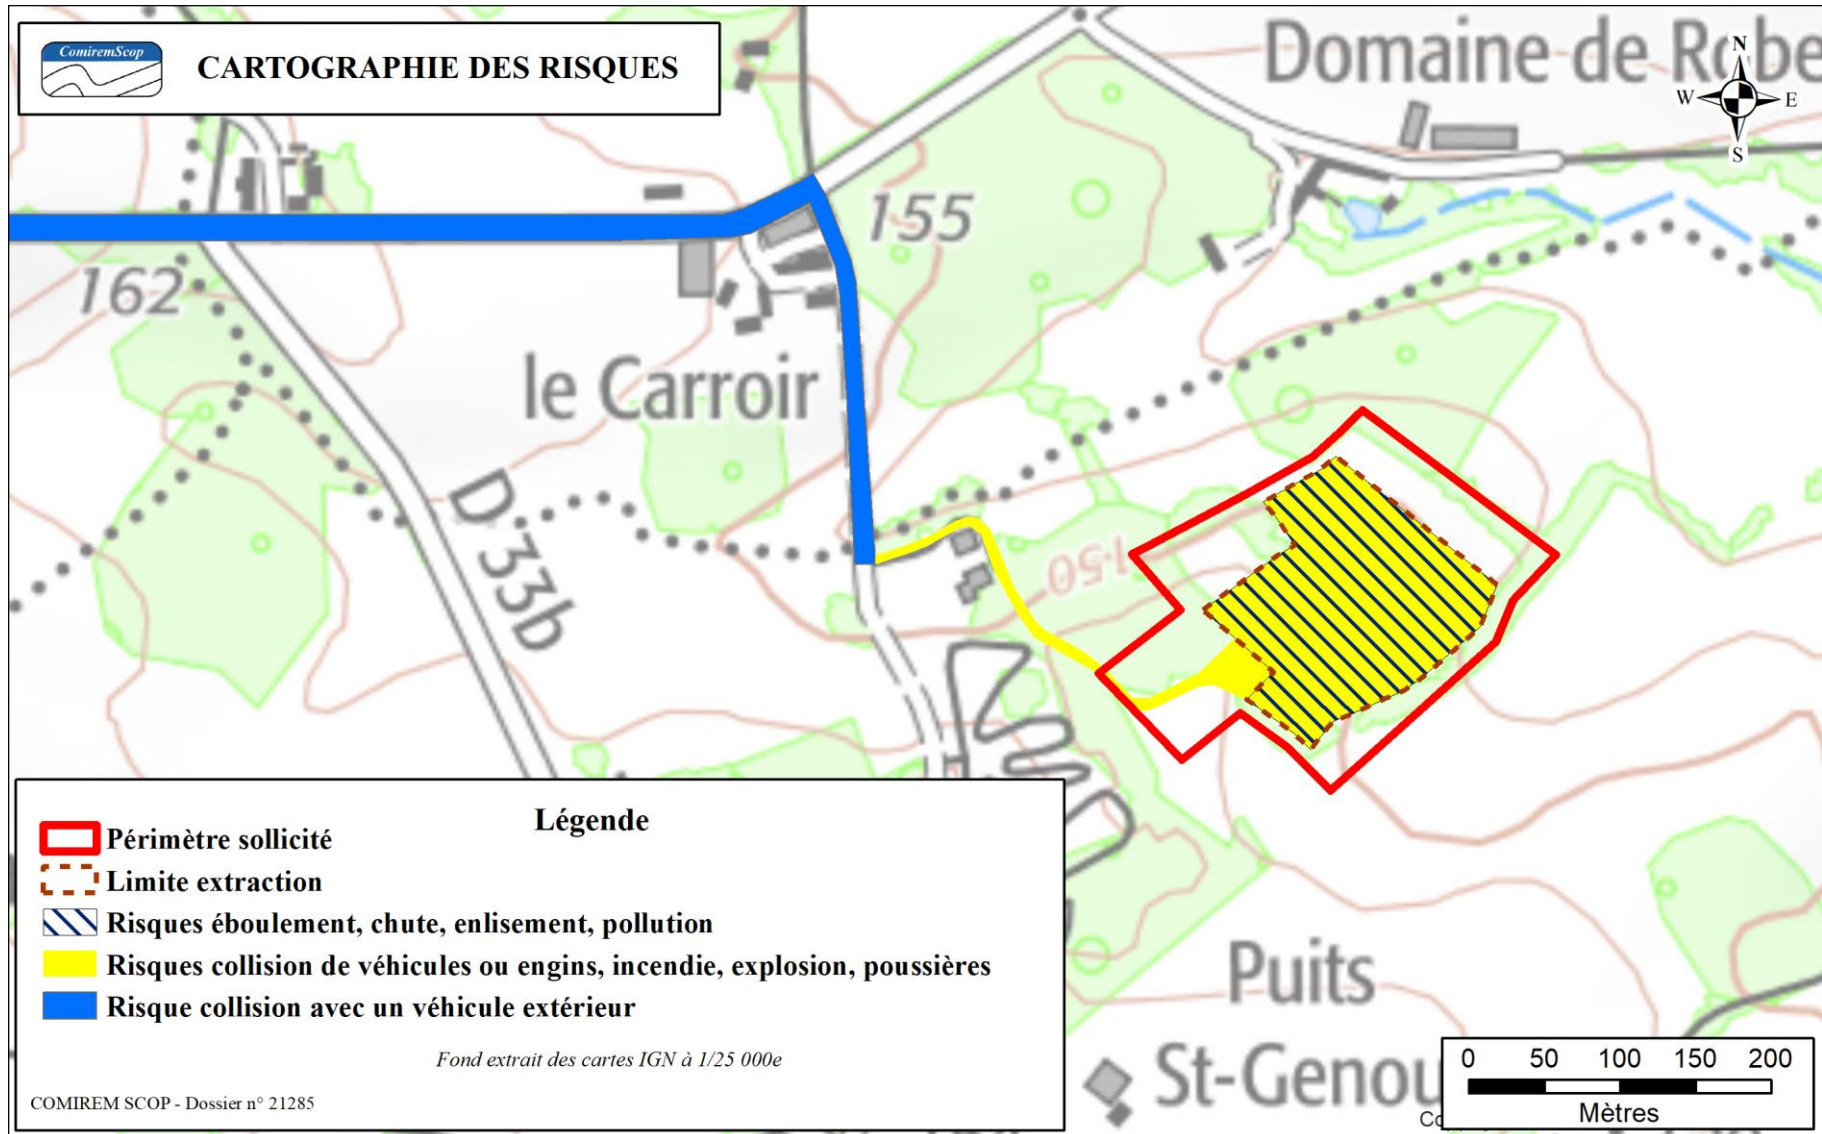 ComiremScop
CARTOGRAPHIE DES RISQUES
Domaine de Robe
N
W E
S
155
162
le Carroir
D 33b
150
Légende
Périmètre sollicité
Limite extraction
Risques éboulement, chute, enlisement, pollution
Risques collision de véhicules ou engins, incendie, explosion, poussières
Risque collision avec un véhicule extérieur
Fond extrait des cartes IGN à 1/25 000e
COMIREM SCOP - Dossier n° 21285
Puits
St-Genou
0 50 100 150 200
Mètres